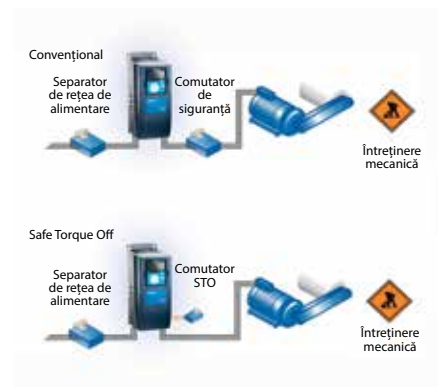 Convențional
Separator
de rețea de
alimentare
Comutator
de
siguranță
Întreținere
mecanică
Safe Torque Off
Separator
de rețea de
alimentare
Comutator
STO
Întreținere
mecanică